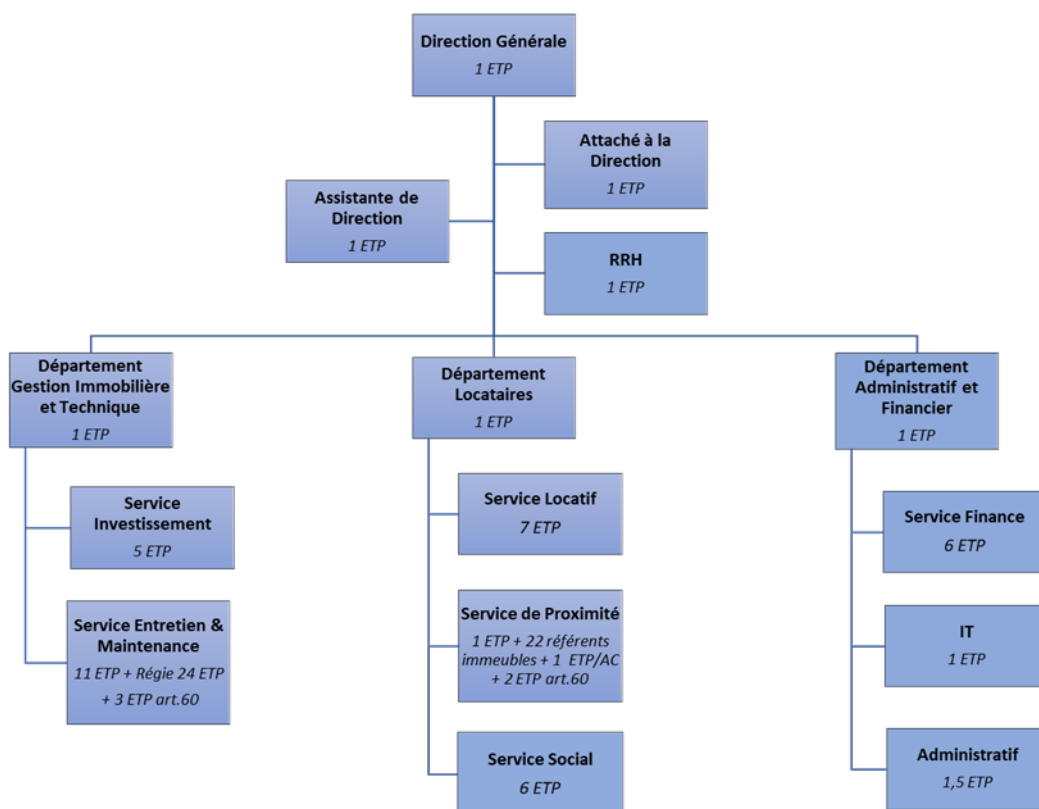 Direction Générale
1 ETP
Attaché à la
Direction
1 ETP
Assistante de
Direction
1 ETP
RRH
1 ETP
Département
Gestion Immobilière
et Technique
1 ETP
Service
Investissement
5 ETP
Service Entretien &
Maintenance
11 ETP + Régie 24 ETP
+ 3 ETP art.60
Département
Locataires
1 ETP
Service Locatif
7 ETP
Service de Proximité
1 ETP + 22 référents
immeubles + 1 ETP/AC
+ 2 ETP art.60
Service Social
6 ETP
Département
Administratif et
Financier
1 ETP
Service Finance
6 ETP
IT
1 ETP
Administratif
1,5 ETP